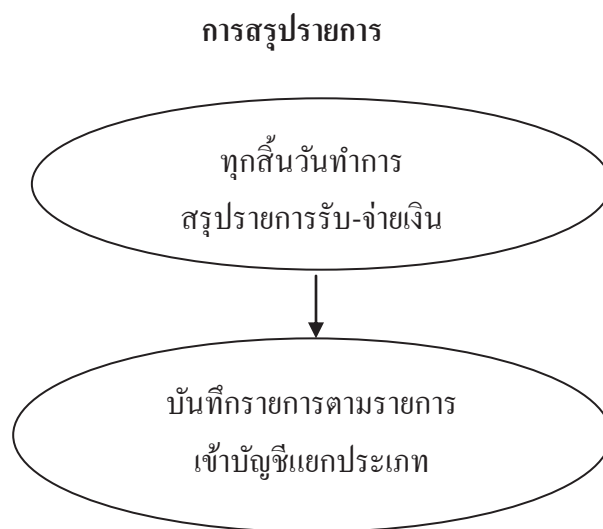 การสรุปรายการ
ทุกสิ้นวันทำการ
สรุปรายการรับ-จ่ายเงิน
บันทึกรายการตามรายการ
เข้าบัญชีแยกประเภท